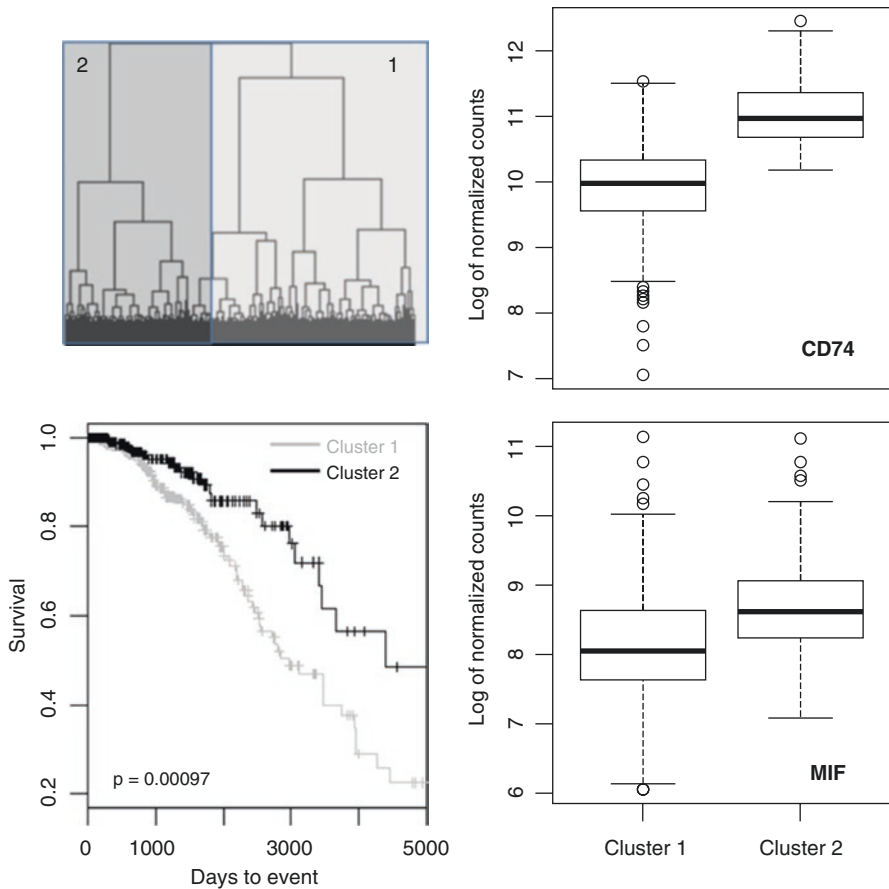 2
1
Log of normalized counts
12
11
10
9
8
7
CD74
Survival
1.0
0.8
0.6
0.4
0.2
Cluster 1
Cluster 2
p = 0.00097
0 1000 3000 5000
Days to event
Log of normalized counts
11
10
9
8
7
6
MIF
Cluster 1 Cluster 2